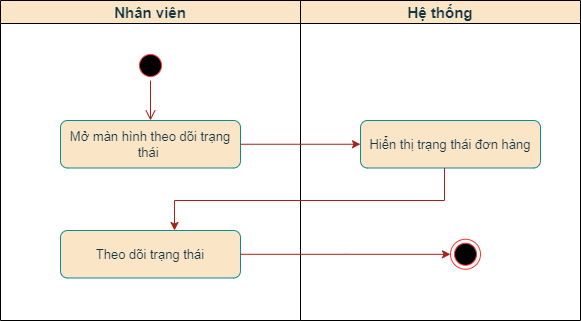 Nhân viên
Hệ thống
Mở màn hình theo dõi trạng
thái
Hiển thị trạng thái đơn hàng
Theo dõi trạng thái